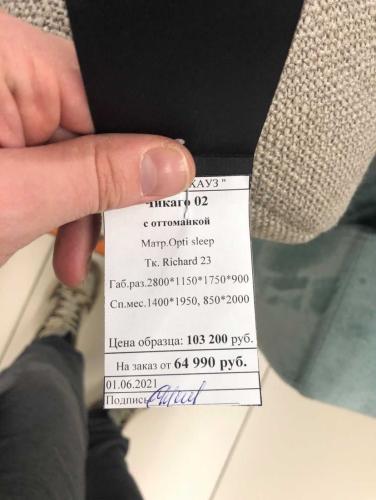 КАУЗ"
Чикаго 02
с оттоманкой
Матр.Opti sleep
Тк. Richard 23
Габ.раз.2800*1150*1750*900
Сп.мес.1400*1950, 850*2000
Цена образца: 103 200 руб.
На заказ от 64 990 руб.
01.06.2021
Подпись